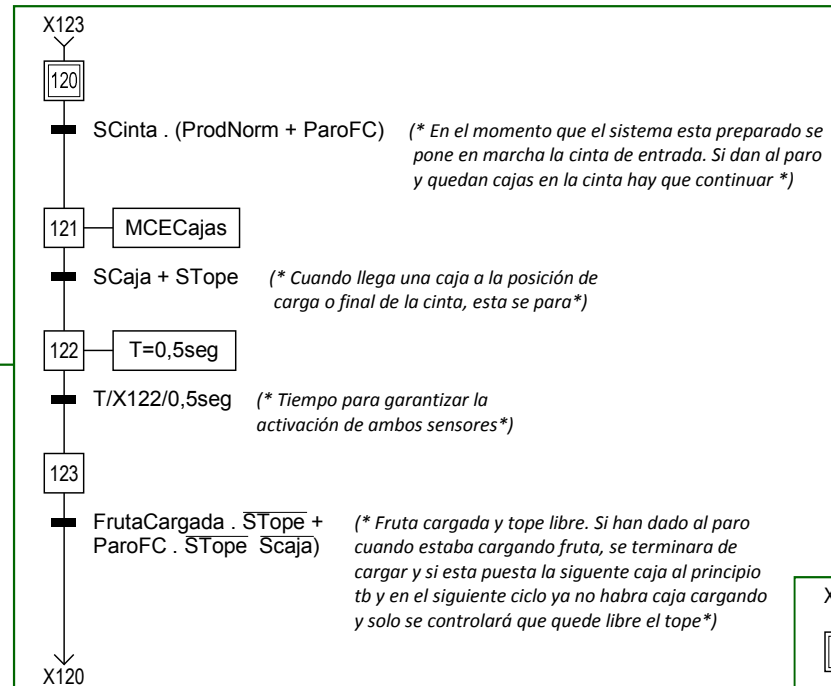 X123
120
SCinta . (ProdNorm + ParoFC)
(* En el momento que el sistema esta preparado se
pone en marcha la cinta de entrada. Si dan al paro
y quedan cajas en la cinta hay que continuar *)
121
MCECajas
SCaja + STope
(* Cuando llega una caja a la posición de
carga o final de la cinta, esta se para*)
122
T=0,5seg
T/X122/0,5seg
(* Tiempo para garantizar la
activación de ambos sensores*)
123
FrutaCargada . STope +
ParoFC . STope Scaja)
(* Fruta cargada y tope libre. Si han dado al paro
cuando estaba cargando fruta, se terminara de
cargar y si esta puesta la siguente caja al principio
tb y en el siguiente ciclo ya no habra caja cargando
y solo se controlará que quede libre el tope*)
X120